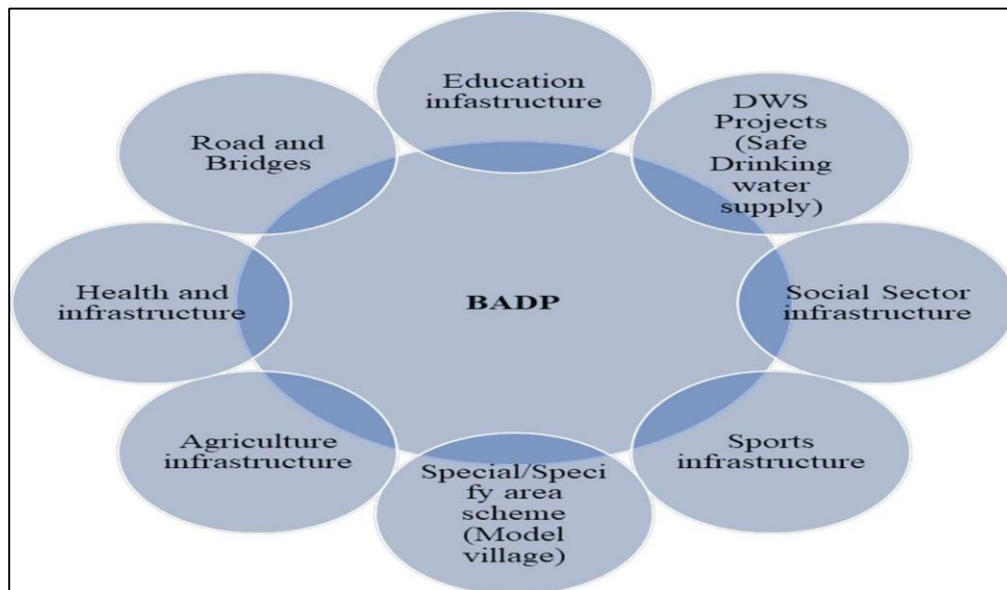 Education
infastructure
DWS
Projects
(Safe
Drinking
water
supply)
Road and
Bridges
Health and
infrastructure
BADP
Social Sector
infrastructure
Agriculture
infrastructure
Special/Speci
fy area
scheme
(Model
village)
Sports
infrastructure